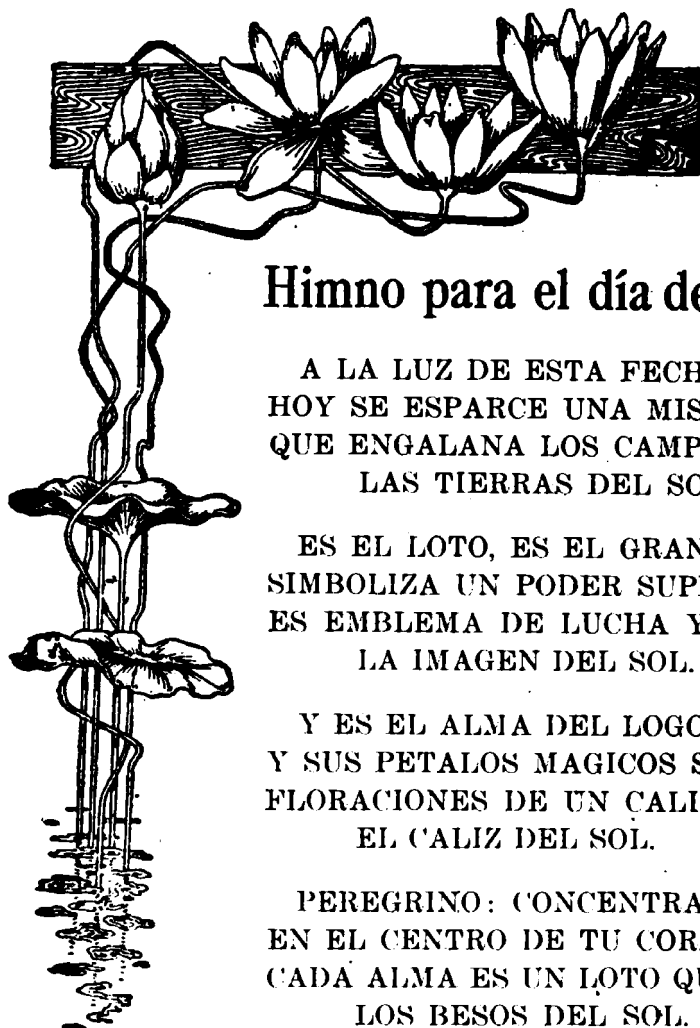 Himno para el día de
A LA LUZ DE ESTA FECH
HOY SE ESPARCE UNA MIS
QUE ENGALANA LOS CAMP
LAS TIERRAS DEL SO
ES EL LOTO, ES EL GRAN
SIMBOLIZA UN PODER SUP
ES EMBLEMA DE LUCHA Y
LA IMAGEN DEL SOL.
Y ES EL ALMA DEL LOGO
Y SUS PETALOS MAGICOS S
FLORACIONES DE UN CALI
EL CALIZ DEL SOL.
PEREGRINO: CONCENTRA
EN EL CENTRO DE TU COR
CADA ALMA ES UN LOTO QU
LOS BESOS DEL SOL.